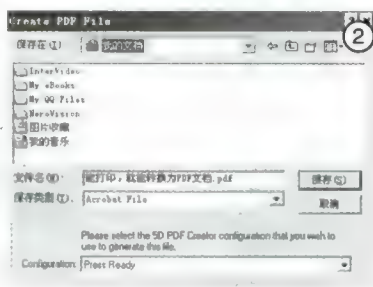 Create PDF File
②
保存在(I) 我的文档
InterVideo
My eBooks
My QQ Files
NeroVision
图片收藏
我的音乐
文件名(N): 能打印，就能转换为PDF文档.pdf 保存(S)
保存类型(T): Acrobat File 取消
Please select the 5D PDF Creator configuration that you wish to
use to generate this file.
Configuration: Press Ready